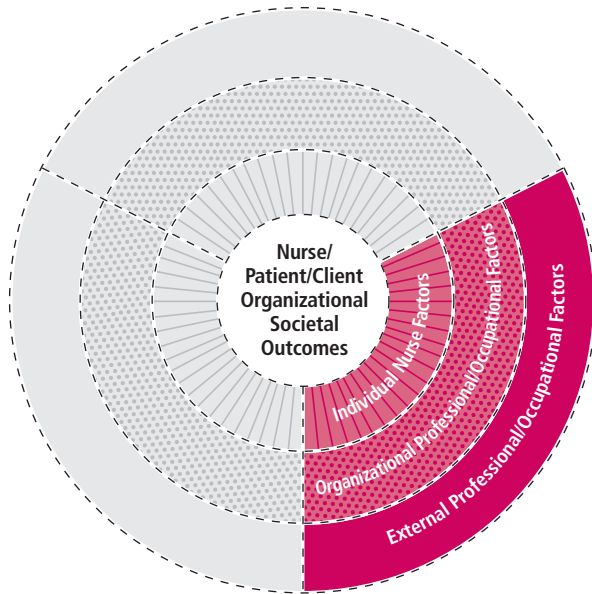 Nurse/
Patient/Client
Organizational
Societal
Outcomes
Individual Nurse Factors
Organizational Professional/Occupational Factors
External Professional/Occupational Factors